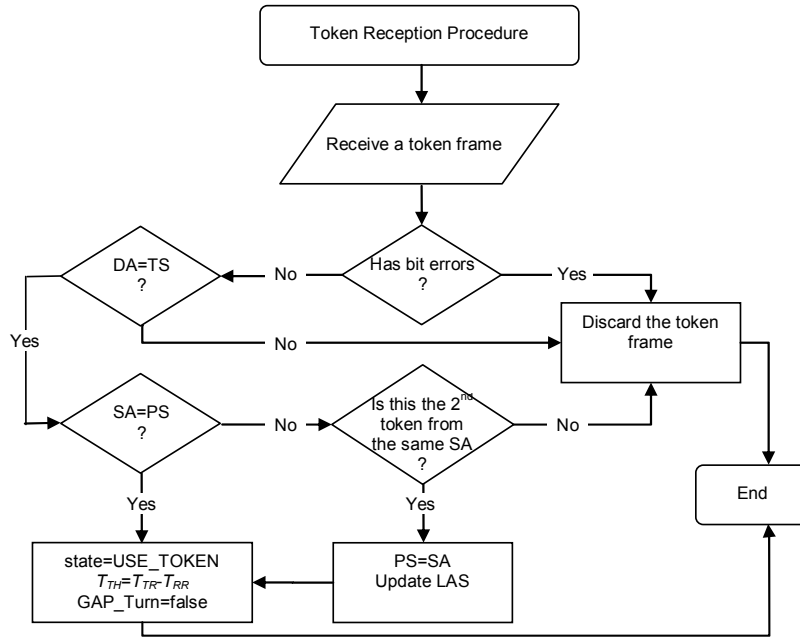 Token Reception Procedure
Receive a token frame
Has bit errors
?
No
Yes
DA=TS
?
Discard the token
frame
No
Yes
SA=PS
?
No
Is this the 2nd
token from
the same SA
?
No
Yes
Yes
End
state=USE_TOKEN
TTH=TTR-TRR
GAP_Turn=false
PS=SA
Update LAS